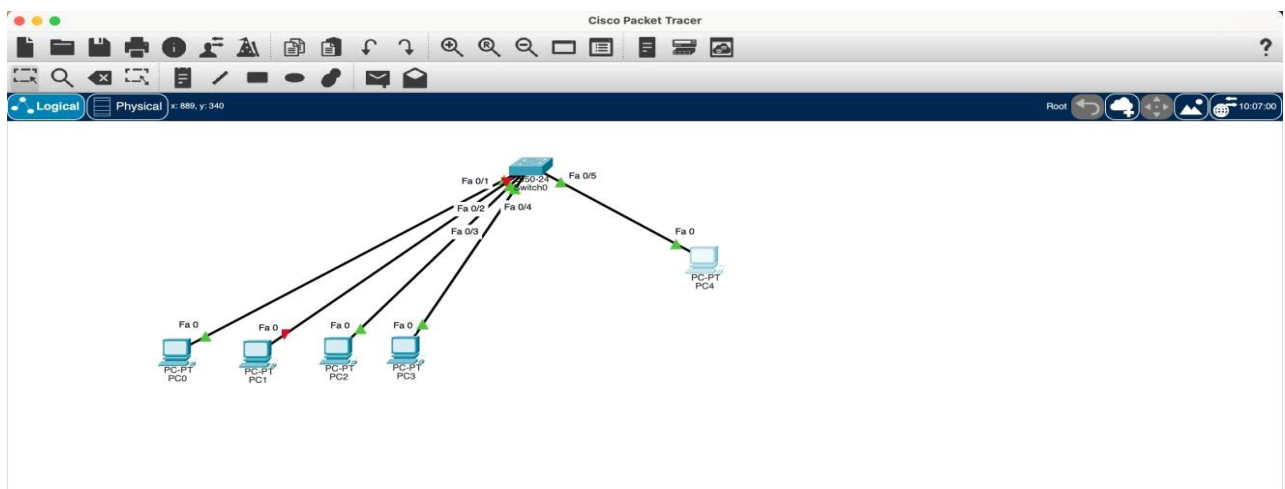 Cisco Packet Tracer
?
Logical
Physical
x: 889, y: 340
Root
10:07:00
Fa 0/1
50-24
Switch0
Fa 0/5
Fa 0/2
Fa 0/4
Fa 0/3
Fa 0
PC-PT
PC4
Fa 0
Fa 0
Fa 0
Fa 0
PC-PT
PC0
PC-PT
PC1
PC-PT
PC2
PC-PT
PC3